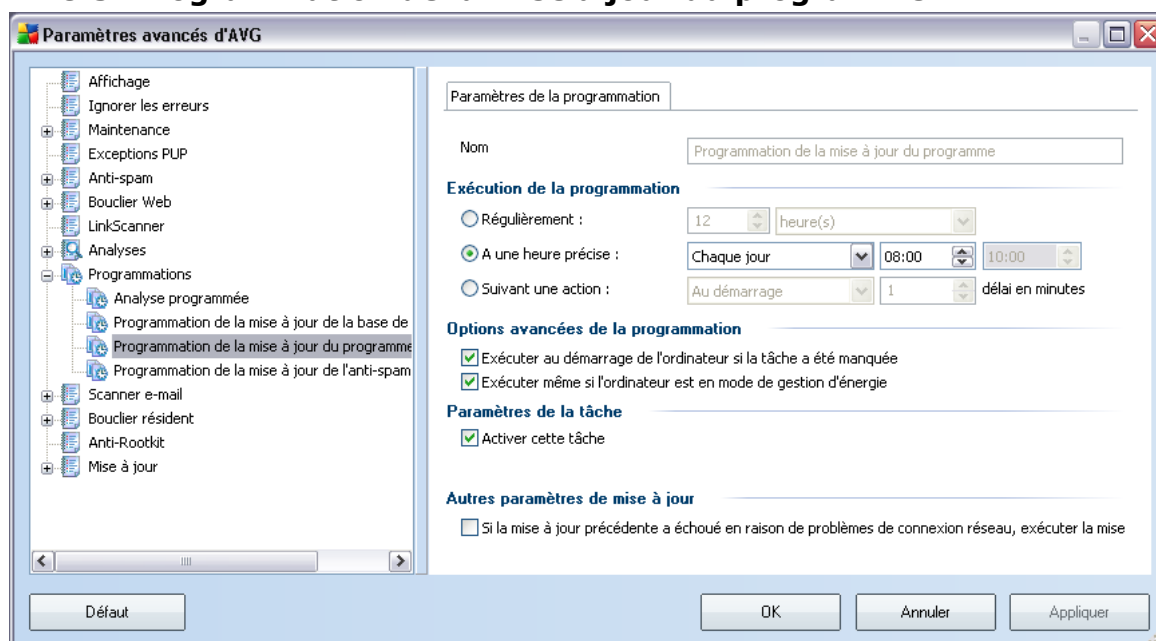 Paramètres avancés d'AVG
Affichage
Ignorer les erreurs
Maintenance
Exceptions PUP
Anti-spam
Bouclier Web
LinkScanner
Analyses
Programmations
Analyse programmée
Programmation de la mise à jour de la base de
Programmation de la mise à jour du programme
Programmation de la mise à jour de l'anti-spam
Scanner e-mail
Bouclier résident
Anti-Rootkit
Mise à jour
Paramètres de la programmation
Nom Programmation de la mise à jour du programme
Exécution de la programmation
Régulièrement : 12 heure(s)
A une heure précise : Chaque jour 08:00 10:00
Suivant une action : Au démarrage 1 délai en minutes
Options avancées de la programmation
Exécuter au démarrage de l'ordinateur si la tâche a été manquée
Exécuter même si l'ordinateur est en mode de gestion d'énergie
Paramètres de la tâche
Activer cette tâche
Autres paramètres de mise à jour
Si la mise à jour précédente a échoué en raison de problèmes de connexion réseau, exécuter la mise
Défaut OK Annuler Appliquer